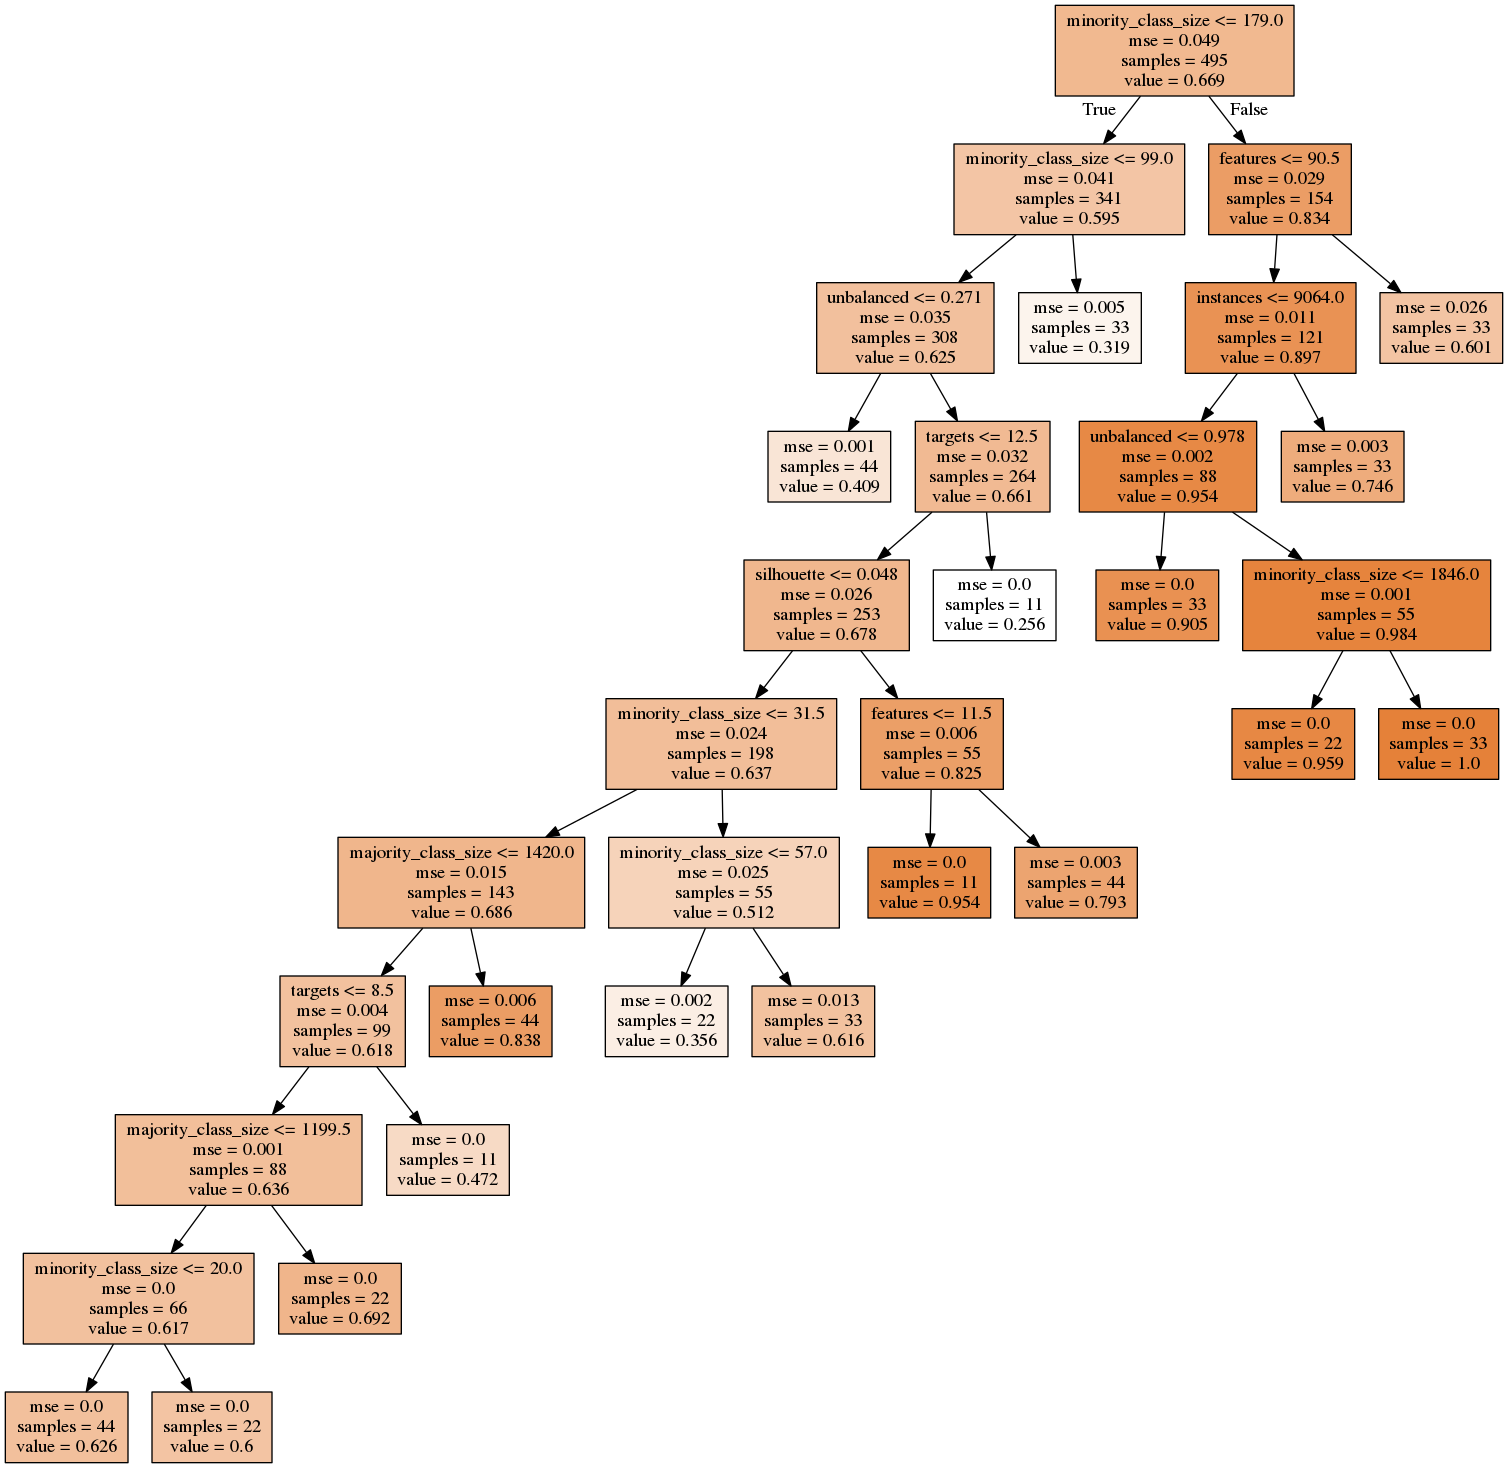 minority_class_size <= 179.0
mse = 0.049
samples = 495
value = 0.669
True
False
minority_class_size <= 99.0
mse = 0.041
samples = 341
value = 0.595
features <= 90.5
mse = 0.029
samples = 154
value = 0.834
unbalanced <= 0.271
mse = 0.035
samples = 308
value = 0.625
mse = 0.005
samples = 33
value = 0.319
instances <= 9064.0
mse = 0.011
samples = 121
value = 0.897
mse = 0.026
samples = 33
value = 0.601
mse = 0.001
samples = 44
value = 0.409
targets <= 12.5
mse = 0.032
samples = 264
value = 0.661
unbalanced <= 0.978
mse = 0.002
samples = 88
value = 0.954
mse = 0.003
samples = 33
value = 0.746
silhouette <= 0.048
mse = 0.026
samples = 253
value = 0.678
mse = 0.0
samples = 11
value = 0.256
mse = 0.0
samples = 33
value = 0.905
minority_class_size <= 1846.0
mse = 0.001
samples = 55
value = 0.984
minority_class_size <= 31.5
mse = 0.024
samples = 198
value = 0.637
features <= 11.5
mse = 0.006
samples = 55
value = 0.825
mse = 0.0
samples = 22
value = 0.959
mse = 0.0
samples = 33
value = 1.0
majority_class_size <= 1420.0
mse = 0.015
samples = 143
value = 0.686
minority_class_size <= 57.0
mse = 0.025
samples = 55
value = 0.512
mse = 0.0
samples = 11
value = 0.954
mse = 0.003
samples = 44
value = 0.793
targets <= 8.5
mse = 0.004
samples = 99
value = 0.618
mse = 0.006
samples = 44
value = 0.838
mse = 0.002
samples = 22
value = 0.356
mse = 0.013
samples = 33
value = 0.616
majority_class_size <= 1199.5
mse = 0.001
samples = 88
value = 0.636
mse = 0.0
samples = 11
value = 0.472
minority_class_size <= 20.0
mse = 0.0
samples = 66
value = 0.617
mse = 0.0
samples = 22
value = 0.692
mse = 0.0
samples = 44
value = 0.626
mse = 0.0
samples = 22
value = 0.6